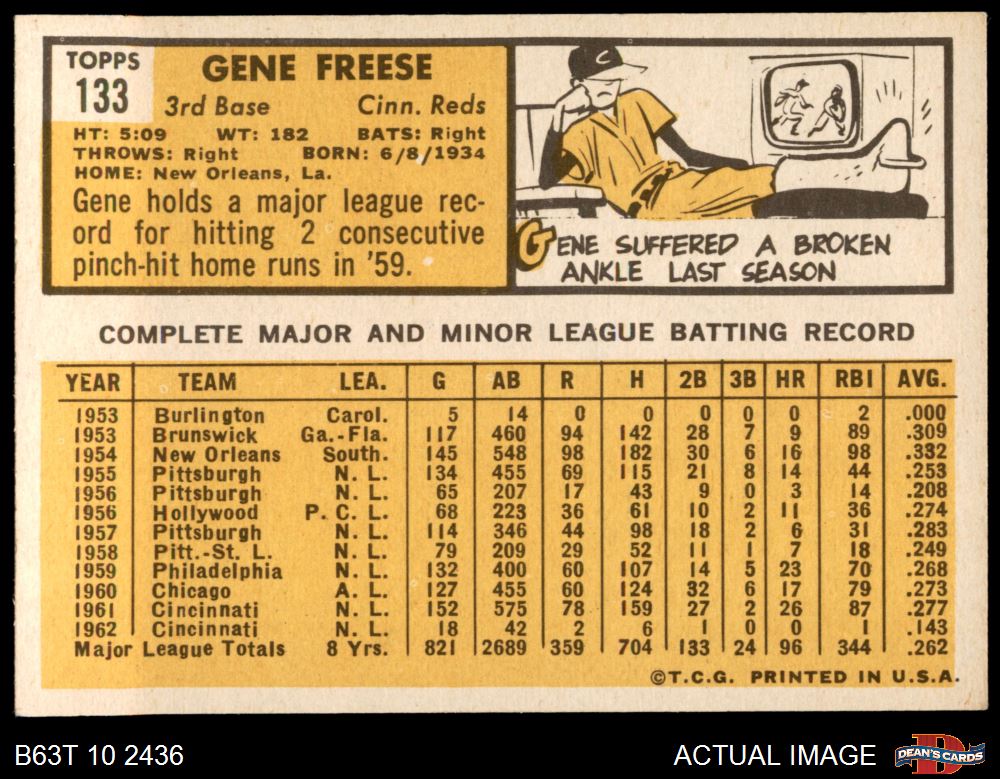 TOPPS
133
GENE FREESE
3rd Base Cinn. Reds
HT: 5:09 WT: 182 BATS: Right
THROWS: Right BORN: 6/8/1934
HOME: New Orleans, La.
Gene holds a major league rec-
ord for hitting 2 consecutive
pinch-hit home runs in '59.
C
GENE SUFFERED A BROKEN
ANKLE LAST SEASON
COMPLETE MAJOR AND MINOR LEAGUE BATTING RECORD
YEAR TEAM LEA. G AB R H 2B 3B HR RBI AVG.
1953 Burlington Carol. 5 14 0 0 0 0 0 2 .000
1953 Brunswick Ga.-Fla. 117 460 94 142 28 7 9 89 .309
1954 New Orleans South. 145 548 98 182 30 6 16 98 .332
1955 Pittsburgh N. L. 134 455 69 115 21 8 14 44 .253
1956 Pittsburgh N. L. 65 207 17 43 9 0 3 14 .208
1956 Hollywood P. C. L. 68 223 36 61 10 2 11 36 .274
1957 Pittsburgh N. L. 114 346 44 98 18 2 6 31 .283
1958 Pitt.-St. L. N. L. 79 209 29 52 11 1 7 18 .249
1959 Philadelphia N. L. 132 400 60 107 14 5 23 70 .268
1960 Chicago A. L. 127 455 60 124 32 6 17 79 .273
1961 Cincinnati N. L. 152 575 78 159 27 2 26 87 .277
1962 Cincinnati N. L. 18 42 2 6 1 0 0 1 .143
Major League Totals 8 Yrs. 821 2689 359 704 133 24 96 344 .262
©T.C.G. PRINTED IN U.S.A.
B63T 10 2436 ACTUAL IMAGE DEAN'S CARDS